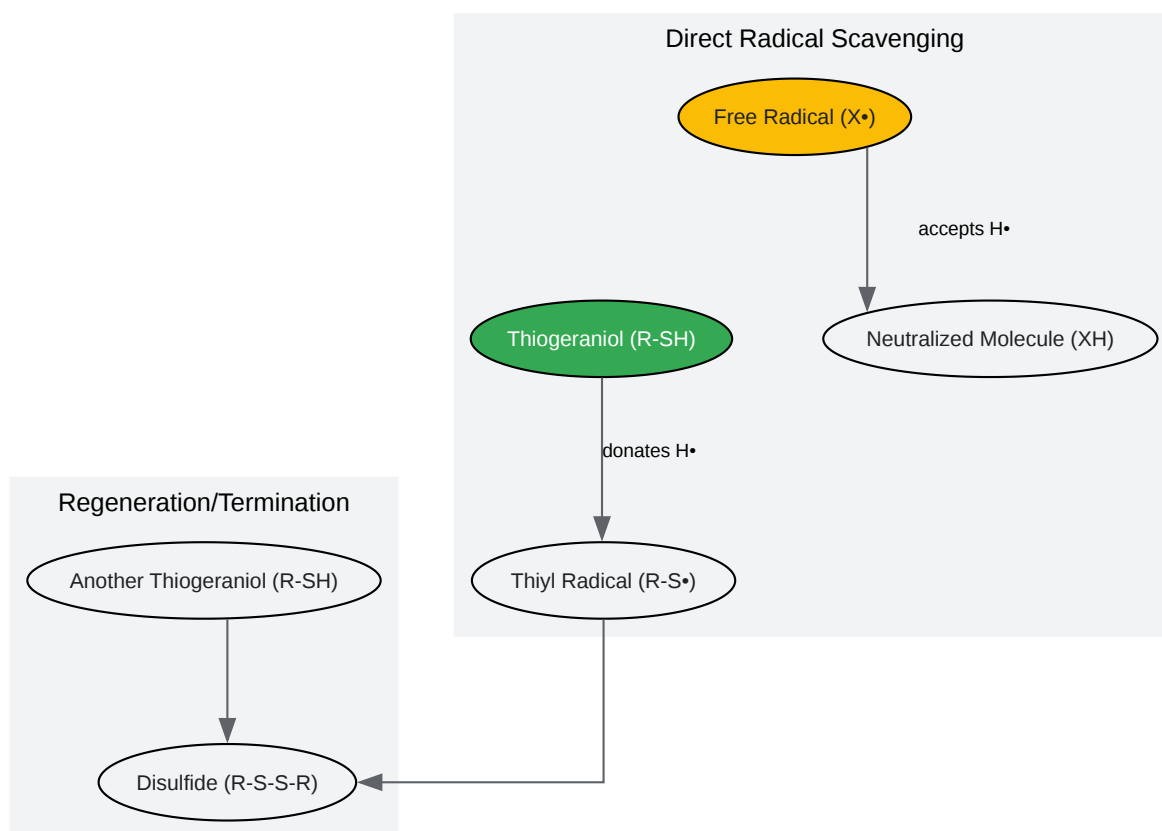 Direct Radical Scavenging
Free Radical (X•)
accepts H•
Thiogeraniol (R-SH)
Neutralized Molecule (XH)
donates H•
Regeneration/Termination
Another Thiogeraniol (R-SH)
Thiyl Radical (R-S•)
Disulfide (R-S-S-R)